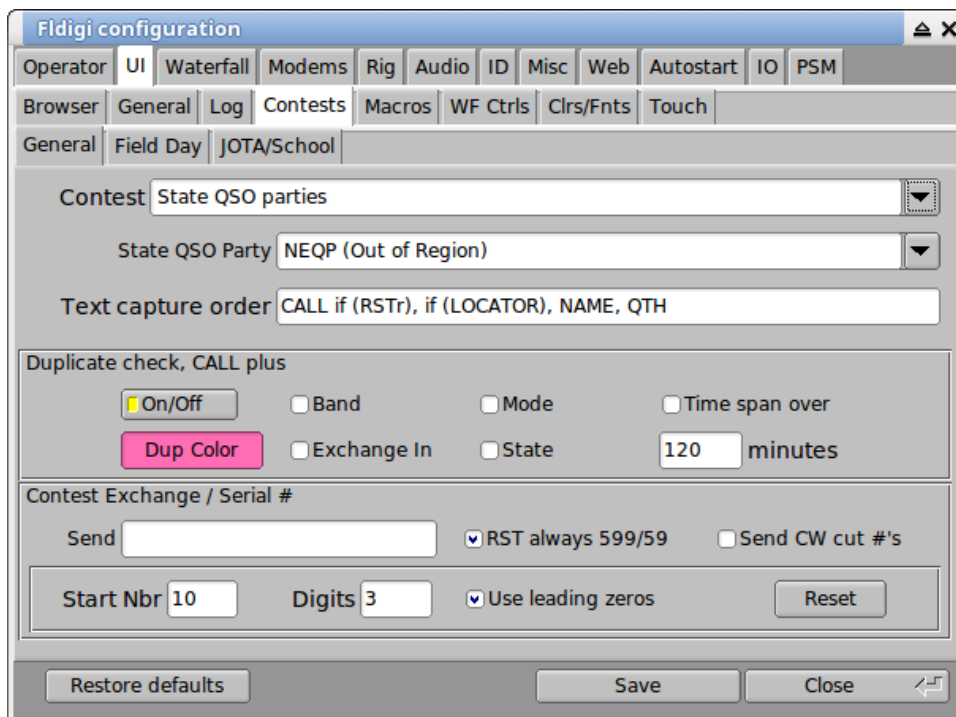 Fldigi configuration
Operator UI Waterfall Modems Rig Audio ID Misc Web Autostart IO PSM
Browser General Log Contests Macros WF Ctrls Clrs/Fnts Touch
General Field Day JOTA/School
Contest State QSO parties
State QSO Party NEQP (Out of Region)
Text capture order CALL if (RSTr), if (LOCATOR), NAME, QTH
Duplicate check, CALL plus
On/Off Band Mode Time span over
Dup Color Exchange In State 120 minutes
Contest Exchange / Serial #
Send RST always 599/59 Send CW cut #'s
Start Nbr 10 Digits 3 Use leading zeros Reset
Restore defaults Save Close